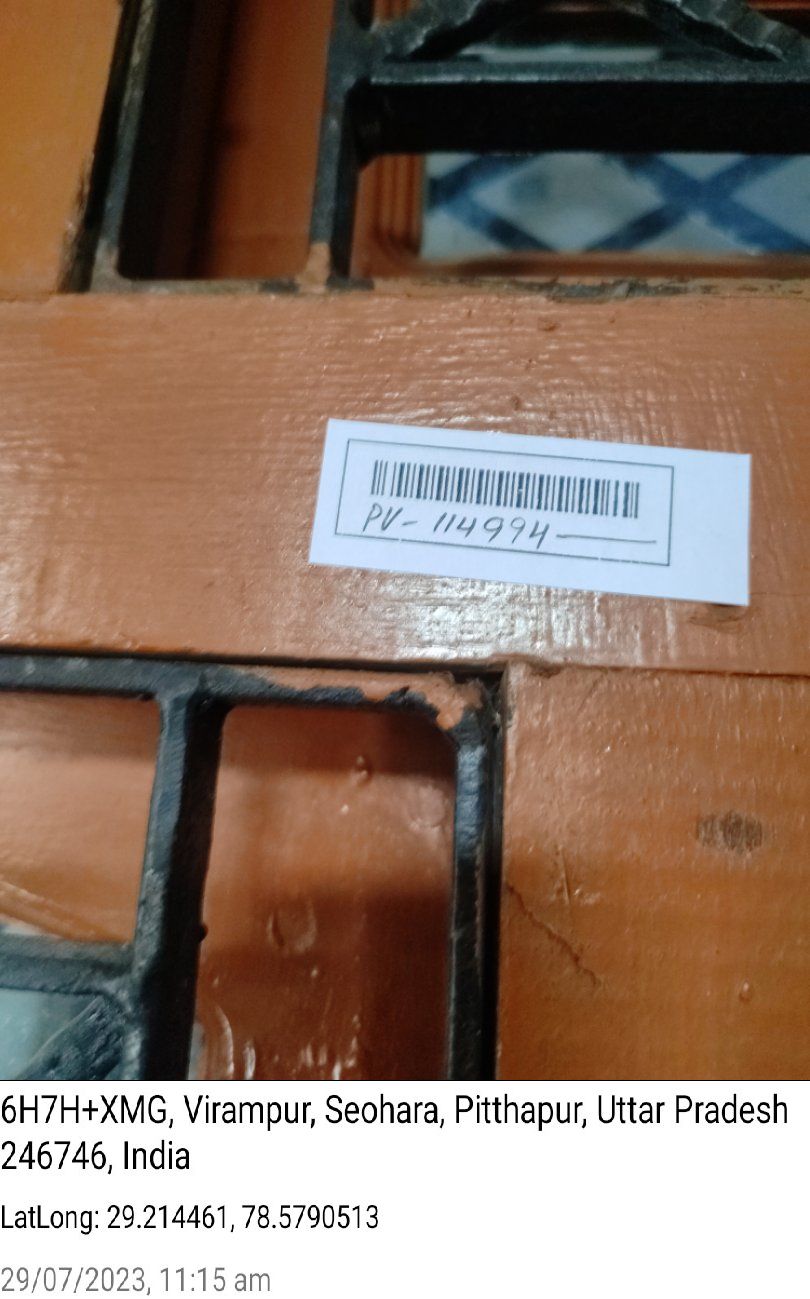 PV-114994
6H7H+XMG, Virampur, Seohara, Pitthapur, Uttar Pradesh
246746, India
LatLong: 29.214461, 78.5790513
29/07/2023, 11:15 am